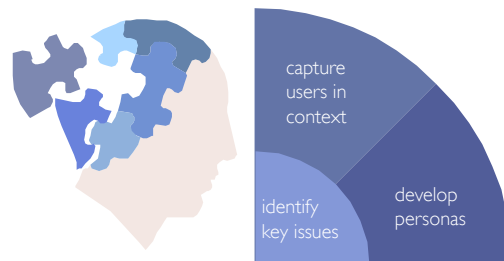 capture
users in
context
identify
key issues
develop
personas